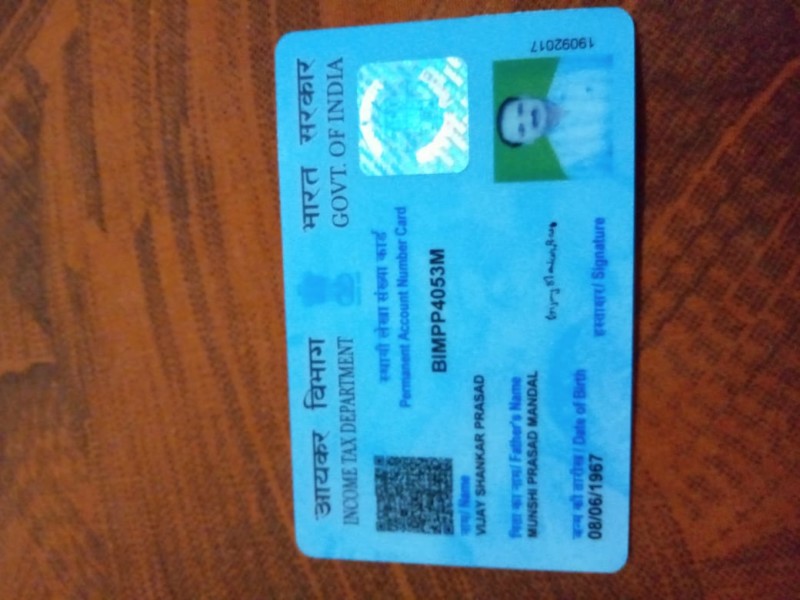 आयकर विभाग भारत सरकार
INCOME TAX DEPARTMENT GOVT. OF INDIA
स्थायी लेखा संख्या कार्ड
Permanent Account Number Card
BIMPP4053M
नाम / Name
VIJAY SHANKAR PRASAD
पिता का नाम / Father's Name
MUNSHI PRASAD MANDAL
जन्म की तारीख / Date of Birth
08/06/1967
हस्ताक्षर / Signature
19092017